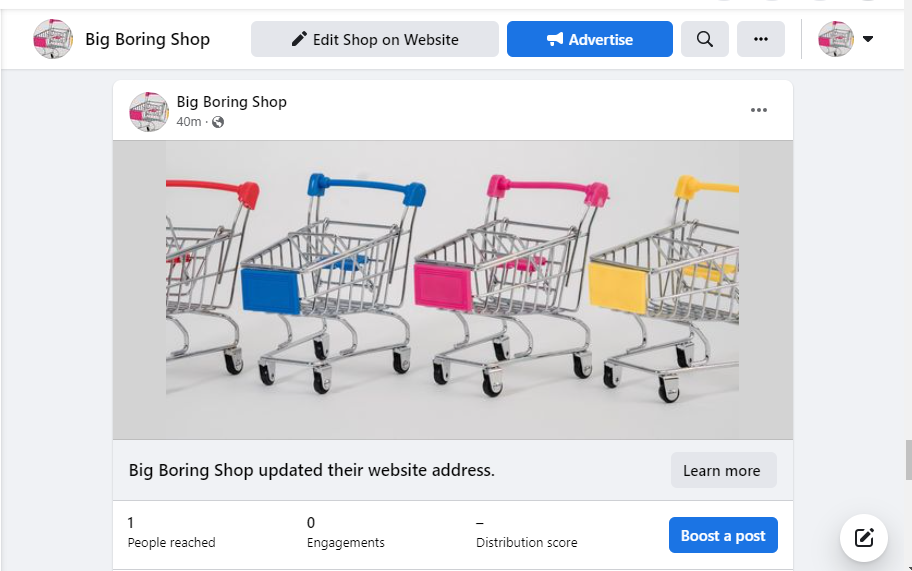 Big Boring Shop
Edit Shop on Website
Advertise
Big Boring Shop
40m ·
Big Boring Shop updated their website address.
Learn more
1
People reached
0
Engagements
–
Distribution score
Boost a post